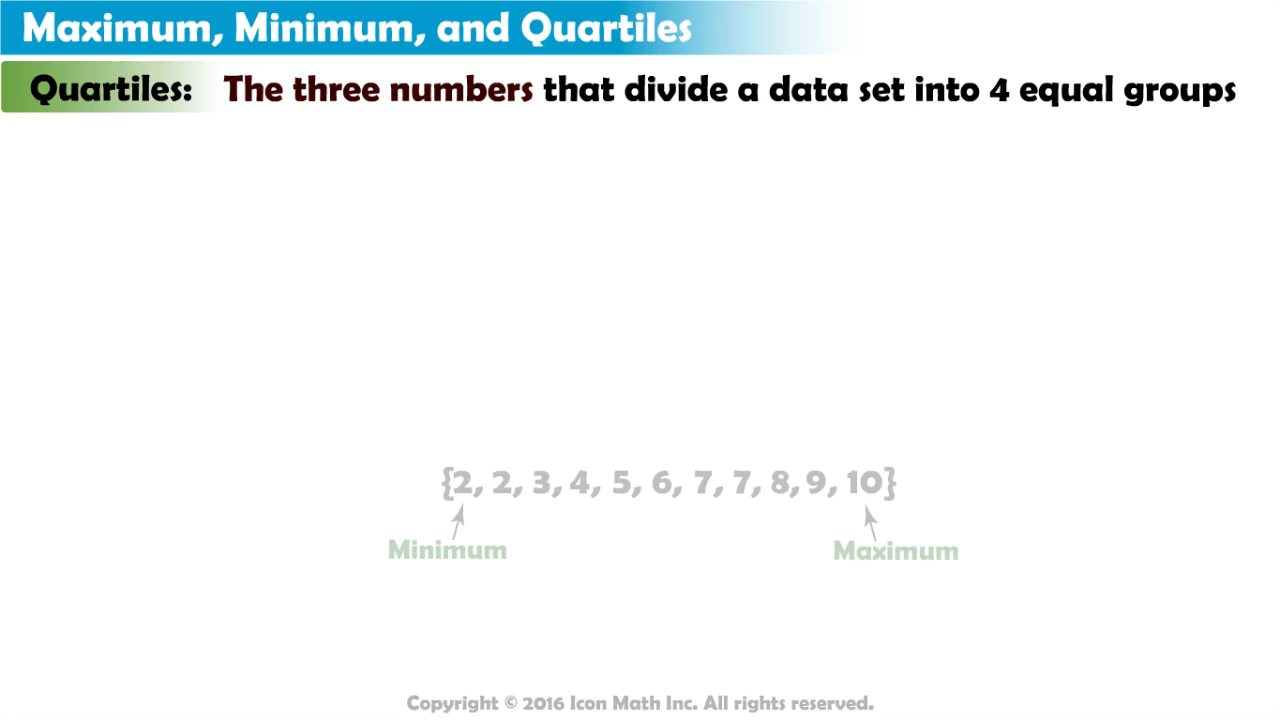 Maximum, Minimum, and Quartiles
Quartiles: The three numbers that divide a data set into 4 equal groups
{2, 2, 3, 4, 5, 6, 7, 7, 8, 9, 10}
Minimum Maximum
Copyright © 2016 Icon Math Inc. All rights reserved.